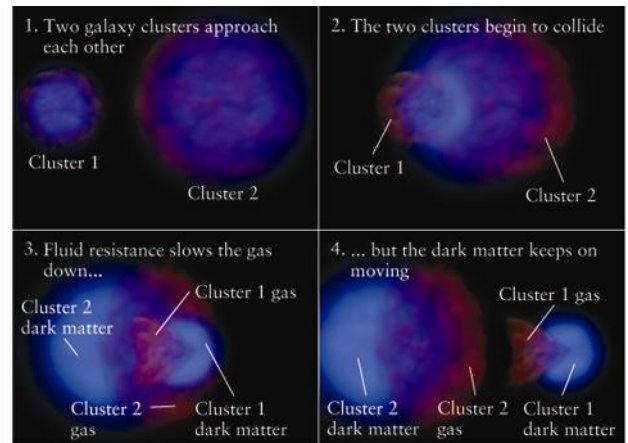 1. Two galaxy clusters approach
each other
Cluster 1
Cluster 2
2. The two clusters begin to collide
Cluster 1
Cluster 2
3. Fluid resistance slows the gas
down...
Cluster 1 gas
Cluster 2
dark matter
Cluster 2
gas
Cluster 1
dark matter
4. ... but the dark matter keeps on
moving
Cluster 1 gas
Cluster 2
dark matter
Cluster 2
gas
Cluster 1
dark matter